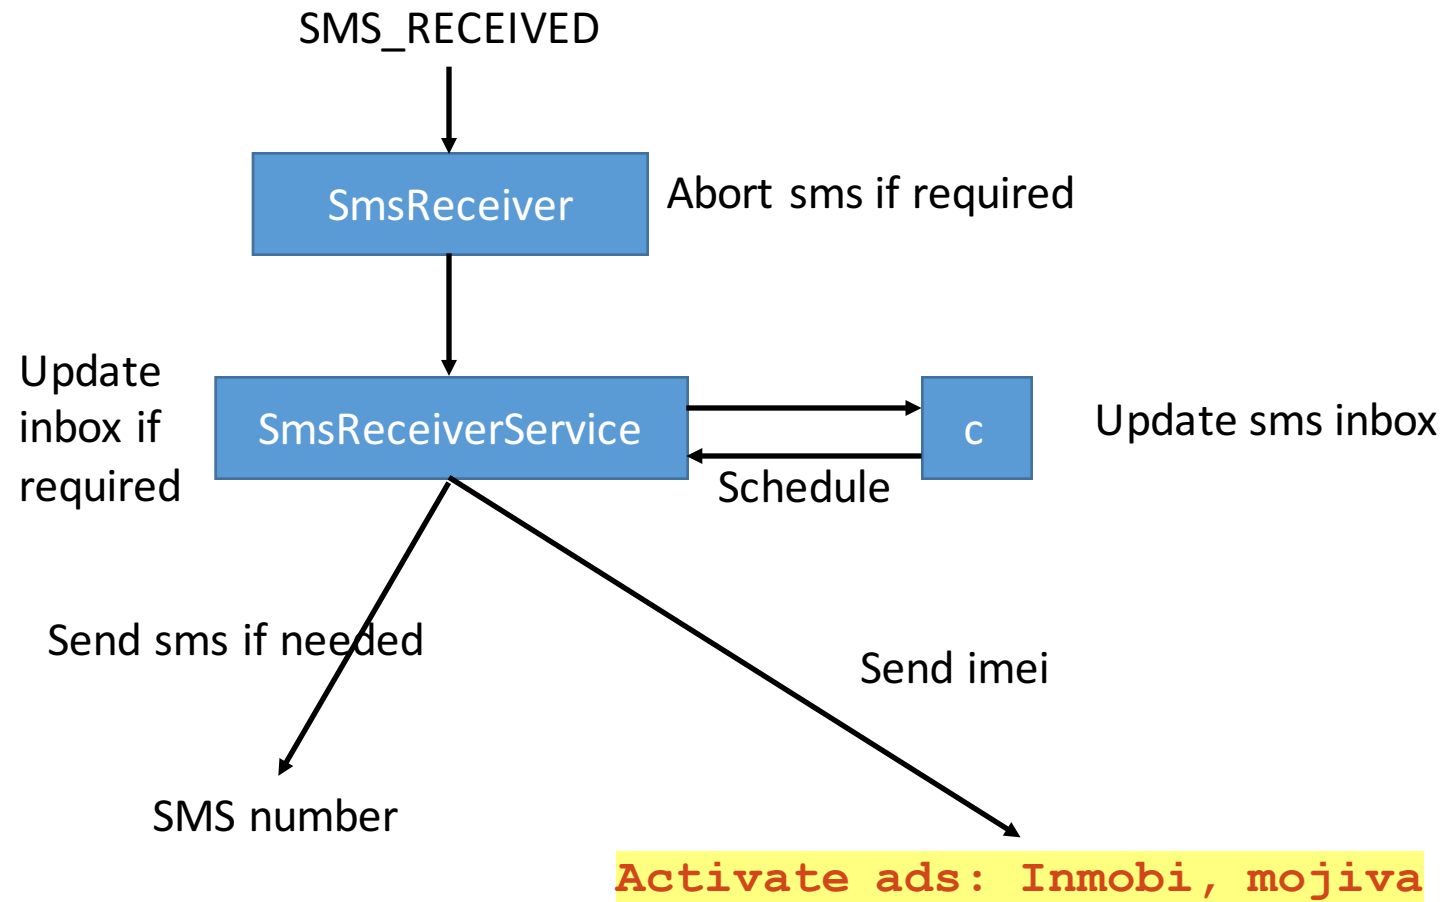 SMS_RECEIVED
SmsReceiver
Abort sms if required
Update
inbox if
required
SmsReceiverService
c
Update sms inbox
Schedule
Send sms if needed
Send imei
SMS number
Activate ads: Inmobi, mojiva